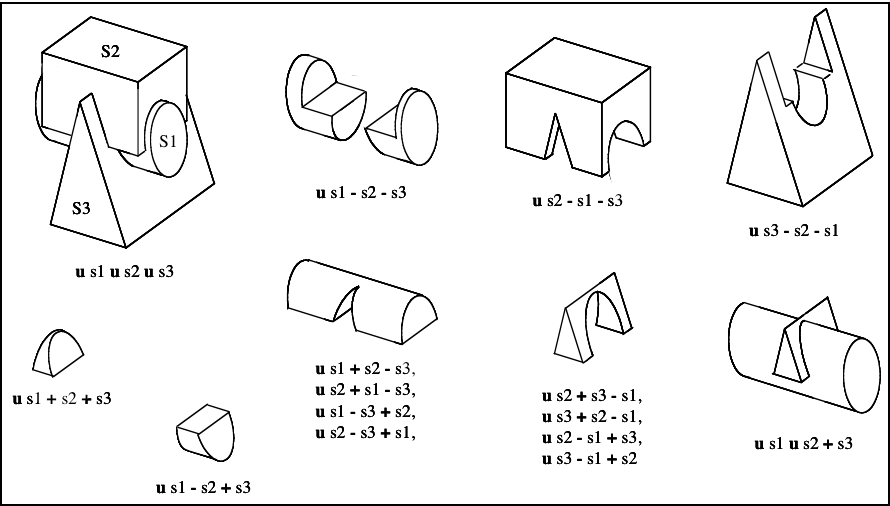 S2
S1
S3
u s1 u s2 u s3
u s1 - s2 - s3
u s2 - s1 - s3
u s3 - s2 - s1
u s1 + s2 + s3
u s1 - s2 + s3
u s1 + s2 - s3,
u s2 + s1 - s3,
u s1 - s3 + s2,
u s2 - s3 + s1,
u s2 + s3 - s1,
u s3 + s2 - s1,
u s2 - s1 + s3,
u s3 - s1 + s2
u s1 u s2 + s3